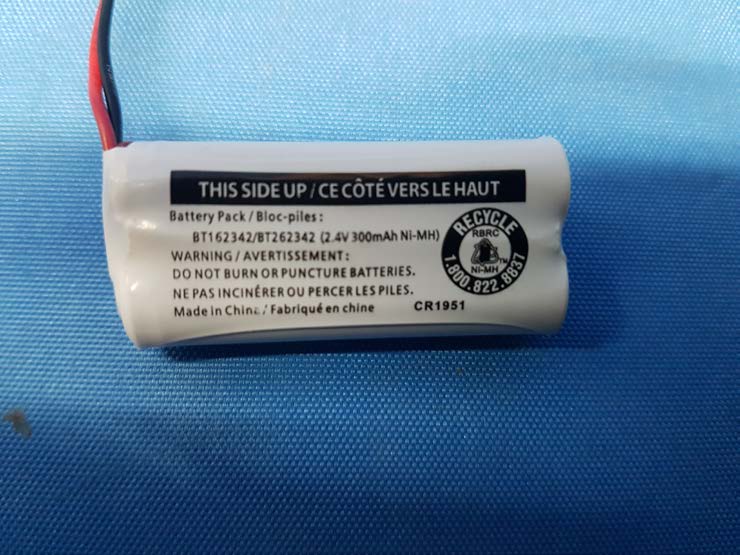 THIS SIDE UP / CE CÔTÉ VERS LE HAUT
Battery Pack / Bloc-piles :
BT162342/BT262342 (2.4V 300mAh Ni-MH)
WARNING / AVERTISSEMENT :
DO NOT BURN OR PUNCTURE BATTERIES.
NE PAS INCINÉRER OU PERCER LES PILES.
Made in China / Fabriqué en chine
CR1951
RECYCLE
RBRC
TM
Ni-MH
1.800.822.8837